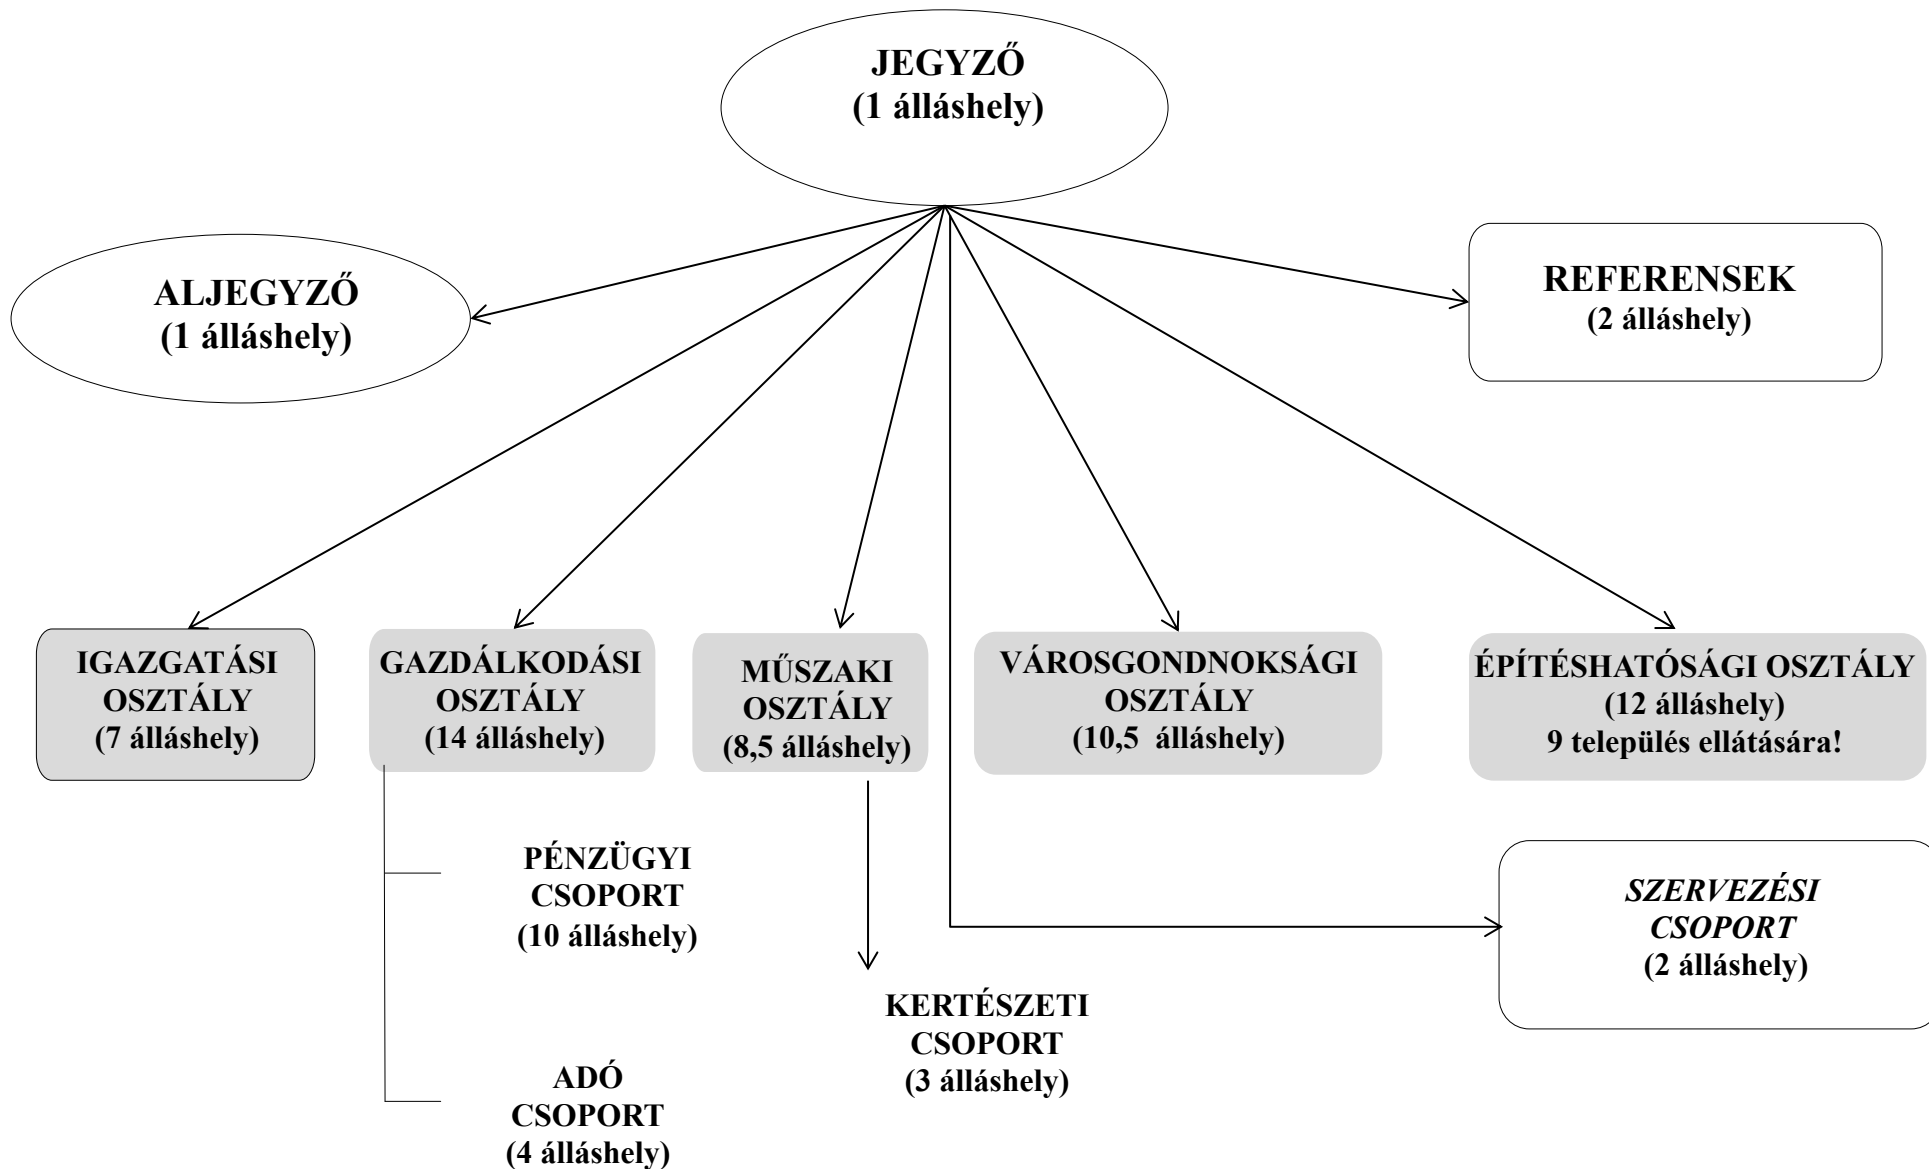 JEGYZŐ
(1 álláshely)
ALJEGYZŐ
(1 álláshely)
REFERENSEK
(2 álláshely)
IGAZGATÁSI
OSZTÁLY
(7 álláshely)
GAZDÁLKODÁSI
OSZTÁLY
(14 álláshely)
MŰSZAKI
OSZTÁLY
(8,5 álláshely)
VÁROSGONDNOKSÁGI
OSZTÁLY
(10,5 álláshely)
ÉPÍTÉSHATÓSÁGI OSZTÁLY
(12 álláshely)
9 település ellátására!
PÉNZÜGYI
CSOPORT
(10 álláshely)
SZERVEZÉSI
CSOPORT
(2 álláshely)
KERTÉSZETI
CSOPORT
(3 álláshely)
ADÓ
CSOPORT
(4 álláshely)